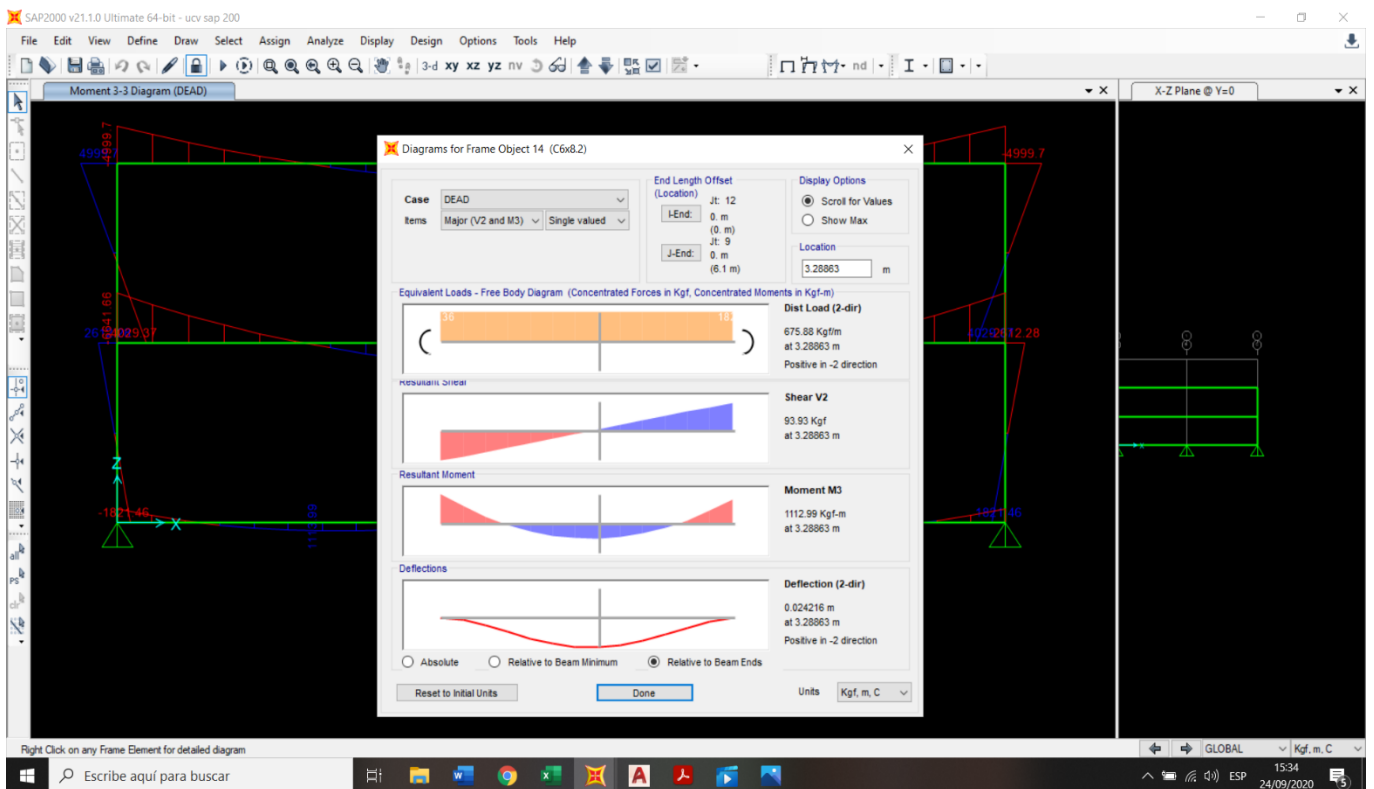 SAP2000 v21.1.0 Ultimate 64-bit - ucv sap 200
File Edit View Define Draw Select Assign Analyze Display Design Options Tools Help
3-d xy xz yz nv nd
Moment 3-3 Diagram (DEAD)
X-Z Plane @ Y=0
4999.7
4999.7
Diagrams for Frame Object 14 (C6x8.2)
Case DEAD
Items Major (V2 and M3) Single valued
End Length Offset
(Location)
Jt: 12
I-End: 0. m
(0. m)
Jt: 9
J-End: 0. m
(6.1 m)
Display Options
Scroll for Values
Show Max
Location
3.28863 m
Equivalent Loads - Free Body Diagram (Concentrated Forces in Kgf, Concentrated Moments in Kgf-m)
Dist Load (2-dir)
675.88 Kgf/m
at 3.28863 m
Positive in -2 direction
Resultant Shear
Shear V2
93.93 Kgf
at 3.28863 m
Resultant Moment
Moment M3
1112.99 Kgf-m
at 3.28863 m
Deflections
Deflection (2-dir)
0.024216 m
at 3.28863 m
Positive in -2 direction
Absolute Relative to Beam Minimum Relative to Beam Ends
Reset to Initial Units Done Units Kgf, m, C
Z
X
all
PS
clr
Right Click on any Frame Element for detailed diagram
GLOBAL Kgf, m, C
Escribe aquí para buscar
ESP
15:34
24/09/2020
5